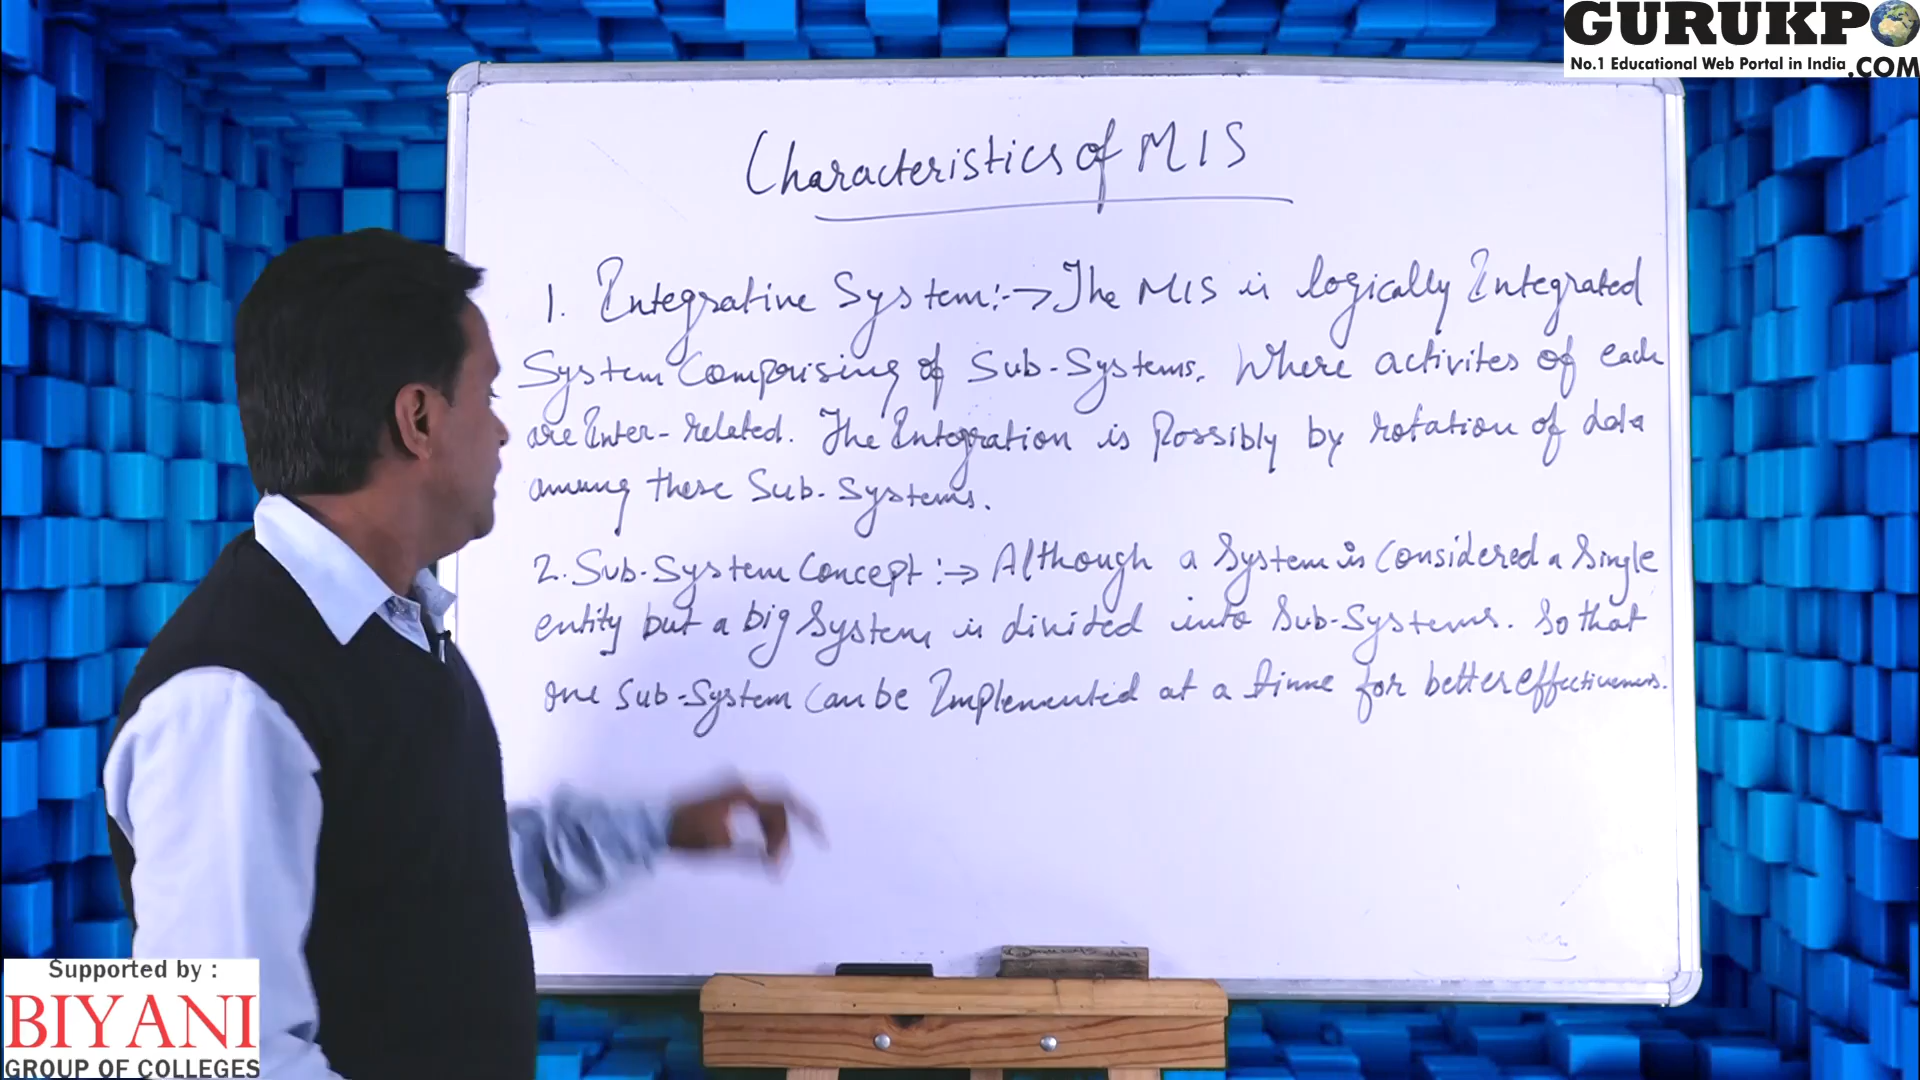 GURUKPO
No.1 Educational Web Portal in India .COM
Characteristics of MIS
1. Integrative System:-→ The MIS is logically Integrated
System Comprising of Sub-Systems. Where activites of each
are Inter-related. The Integration is Possibly by rotation of data
among these Sub-Systems.
2. Sub-System Concept :-→ Although a System is Considered a Single
entity but a big System is divided into Sub-Systems. So that
one Sub-System Can be Implemented at a time for better effectiveness.
Supported by :
BIYANI
GROUP OF COLLEGES